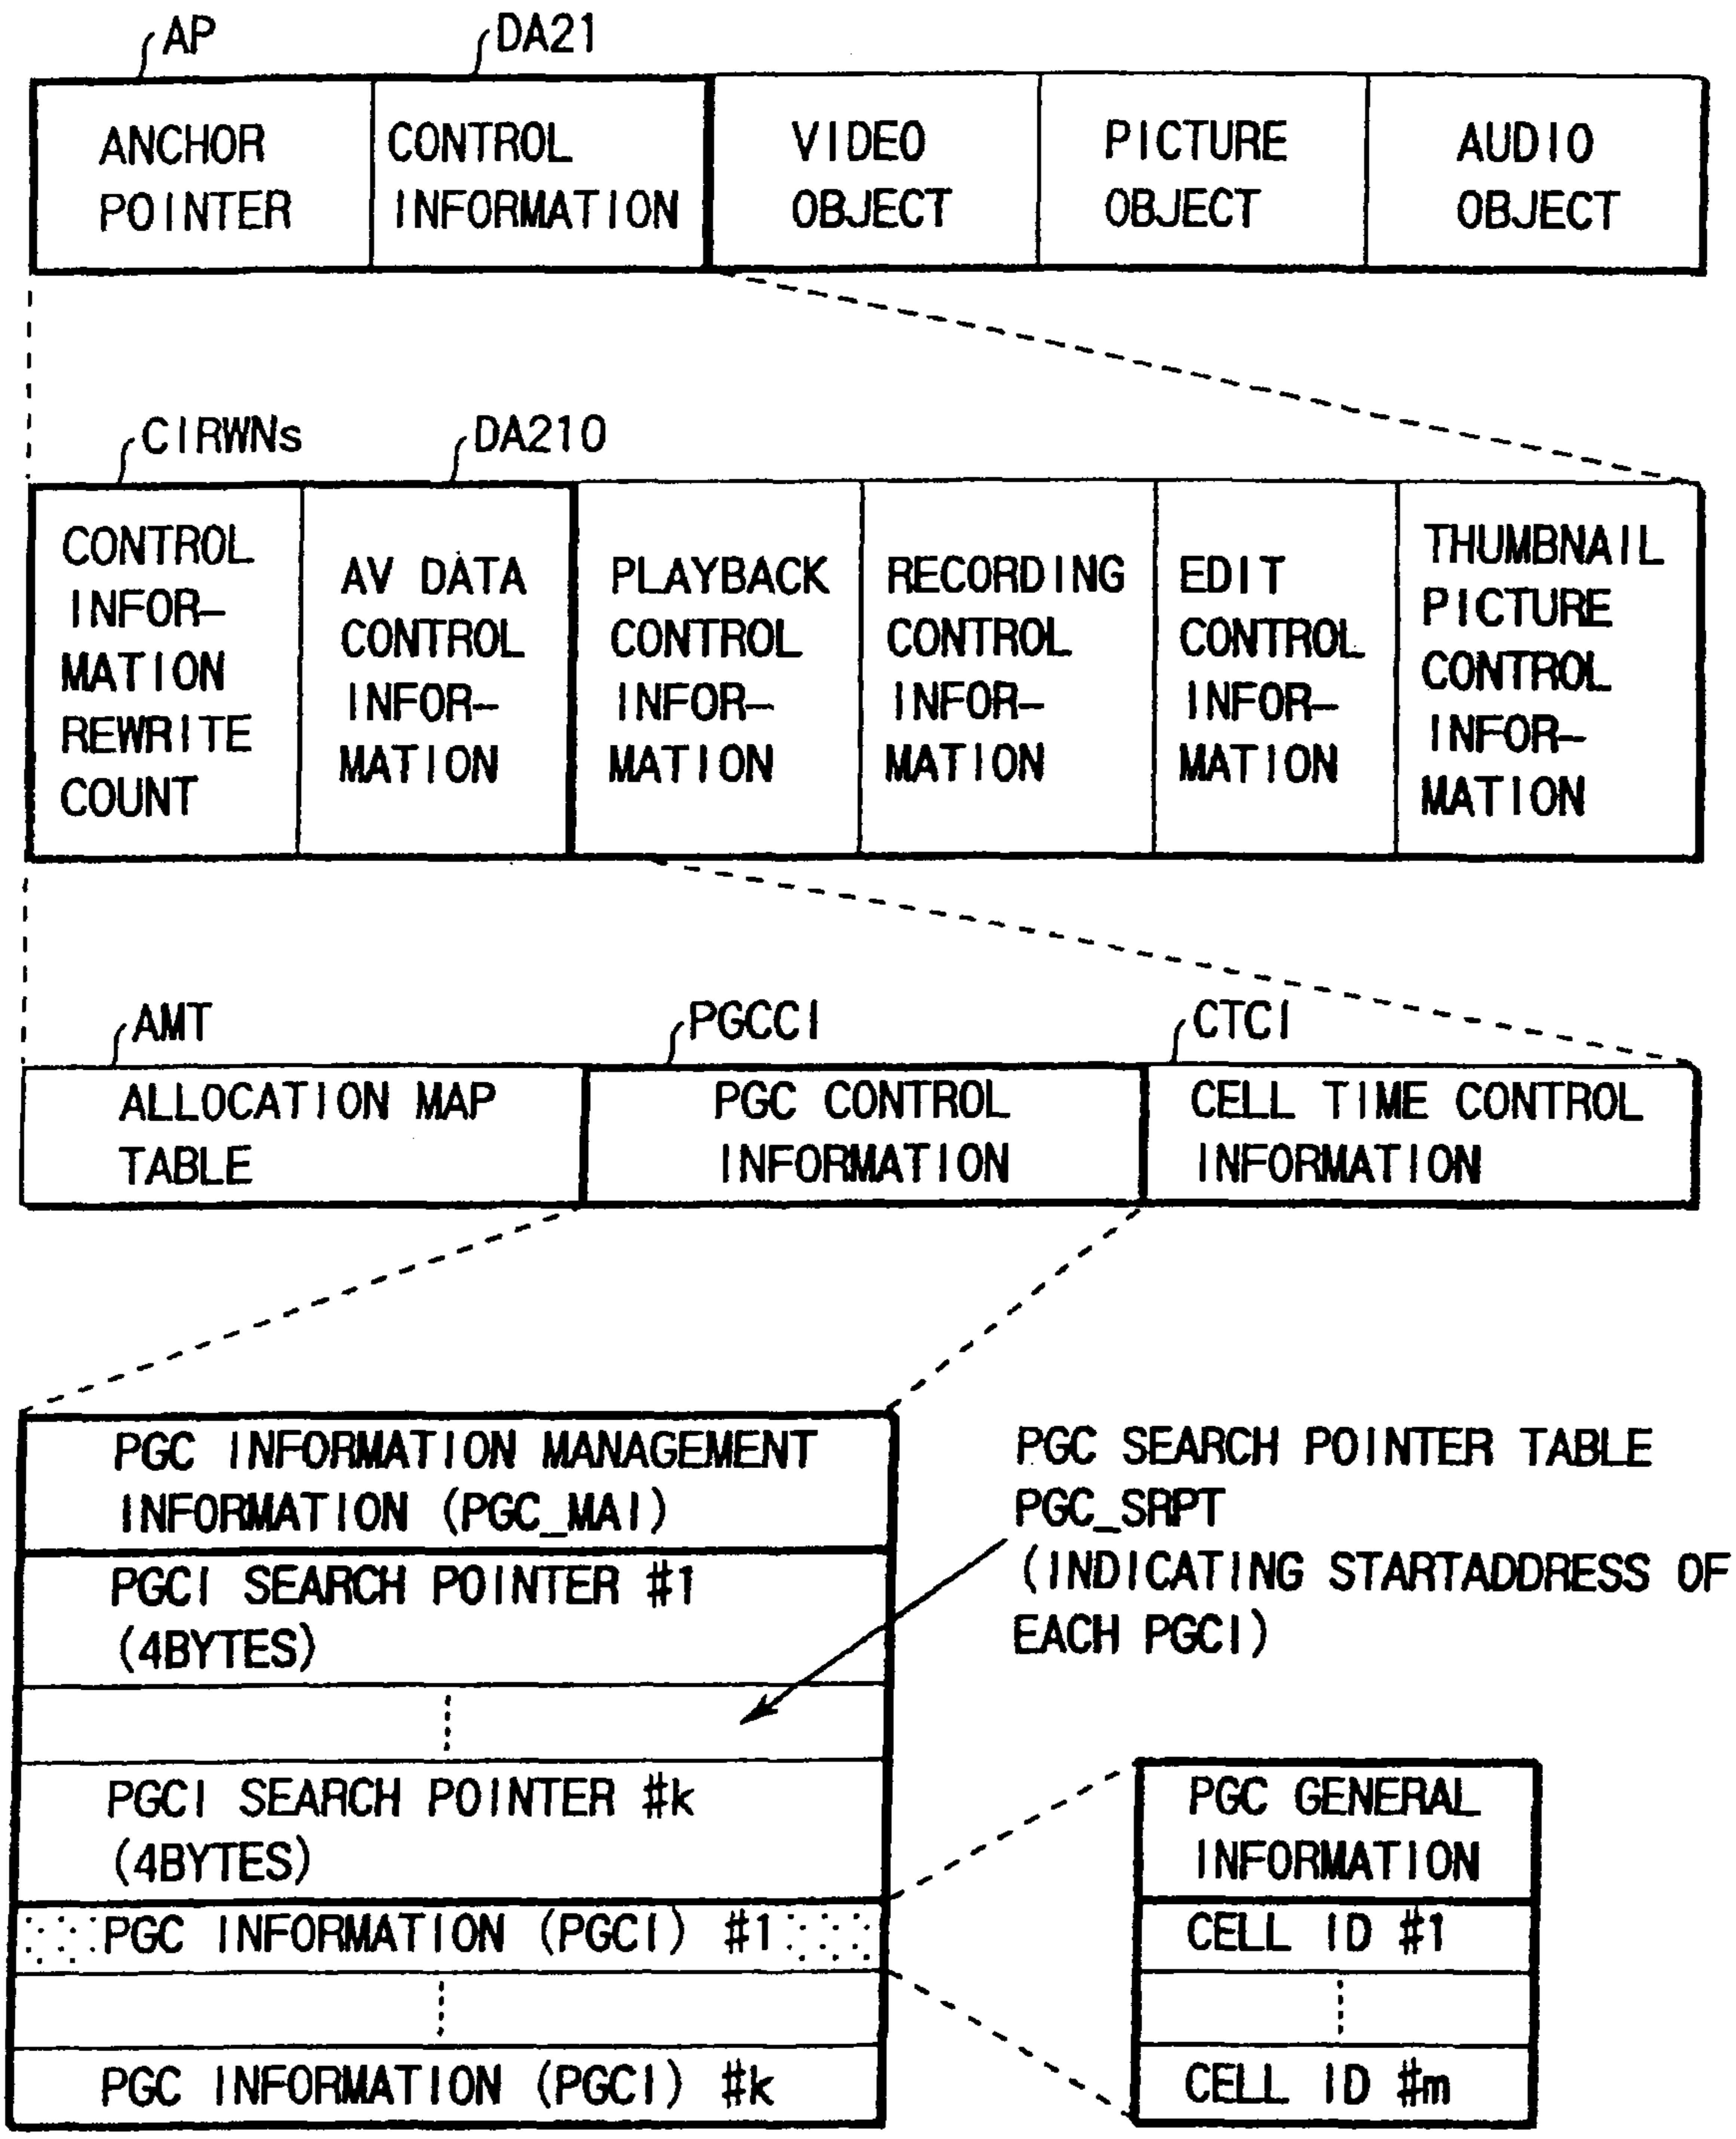 AP
DA21
ANCHOR
POINTER
CONTROL
INFORMATION
VIDEO
OBJECT
PICTURE
OBJECT
AUDIO
OBJECT
CIRWNs
DA210
CONTROL
INFOR-
MATION
REWRITE
COUNT
AV DATA
CONTROL
INFOR-
MATION
PLAYBACK
CONTROL
INFOR-
MATION
RECORDING
CONTROL
INFOR-
MATION
EDIT
CONTROL
INFOR-
MATION
THUMBNAIL
PICTURE
CONTROL
INFOR-
MATION
AMT
PGCCI
CTCI
ALLOCATION MAP
TABLE
PGC CONTROL
INFORMATION
CELL TIME CONTROL
INFORMATION
PGC INFORMATION MANAGEMENT
INFORMATION (PGC_MAI)
PGCI SEARCH POINTER #1
(4BYTES)
PGCI SEARCH POINTER #k
(4BYTES)
PGC INFORMATION (PGCI) #1
PGC INFORMATION (PGCI) #k
PGC SEARCH POINTER TABLE
PGC_SRPT
(INDICATING STARTADDRESS OF
EACH PGCI)
PGC GENERAL
INFORMATION
CELL ID #1
CELL ID #m